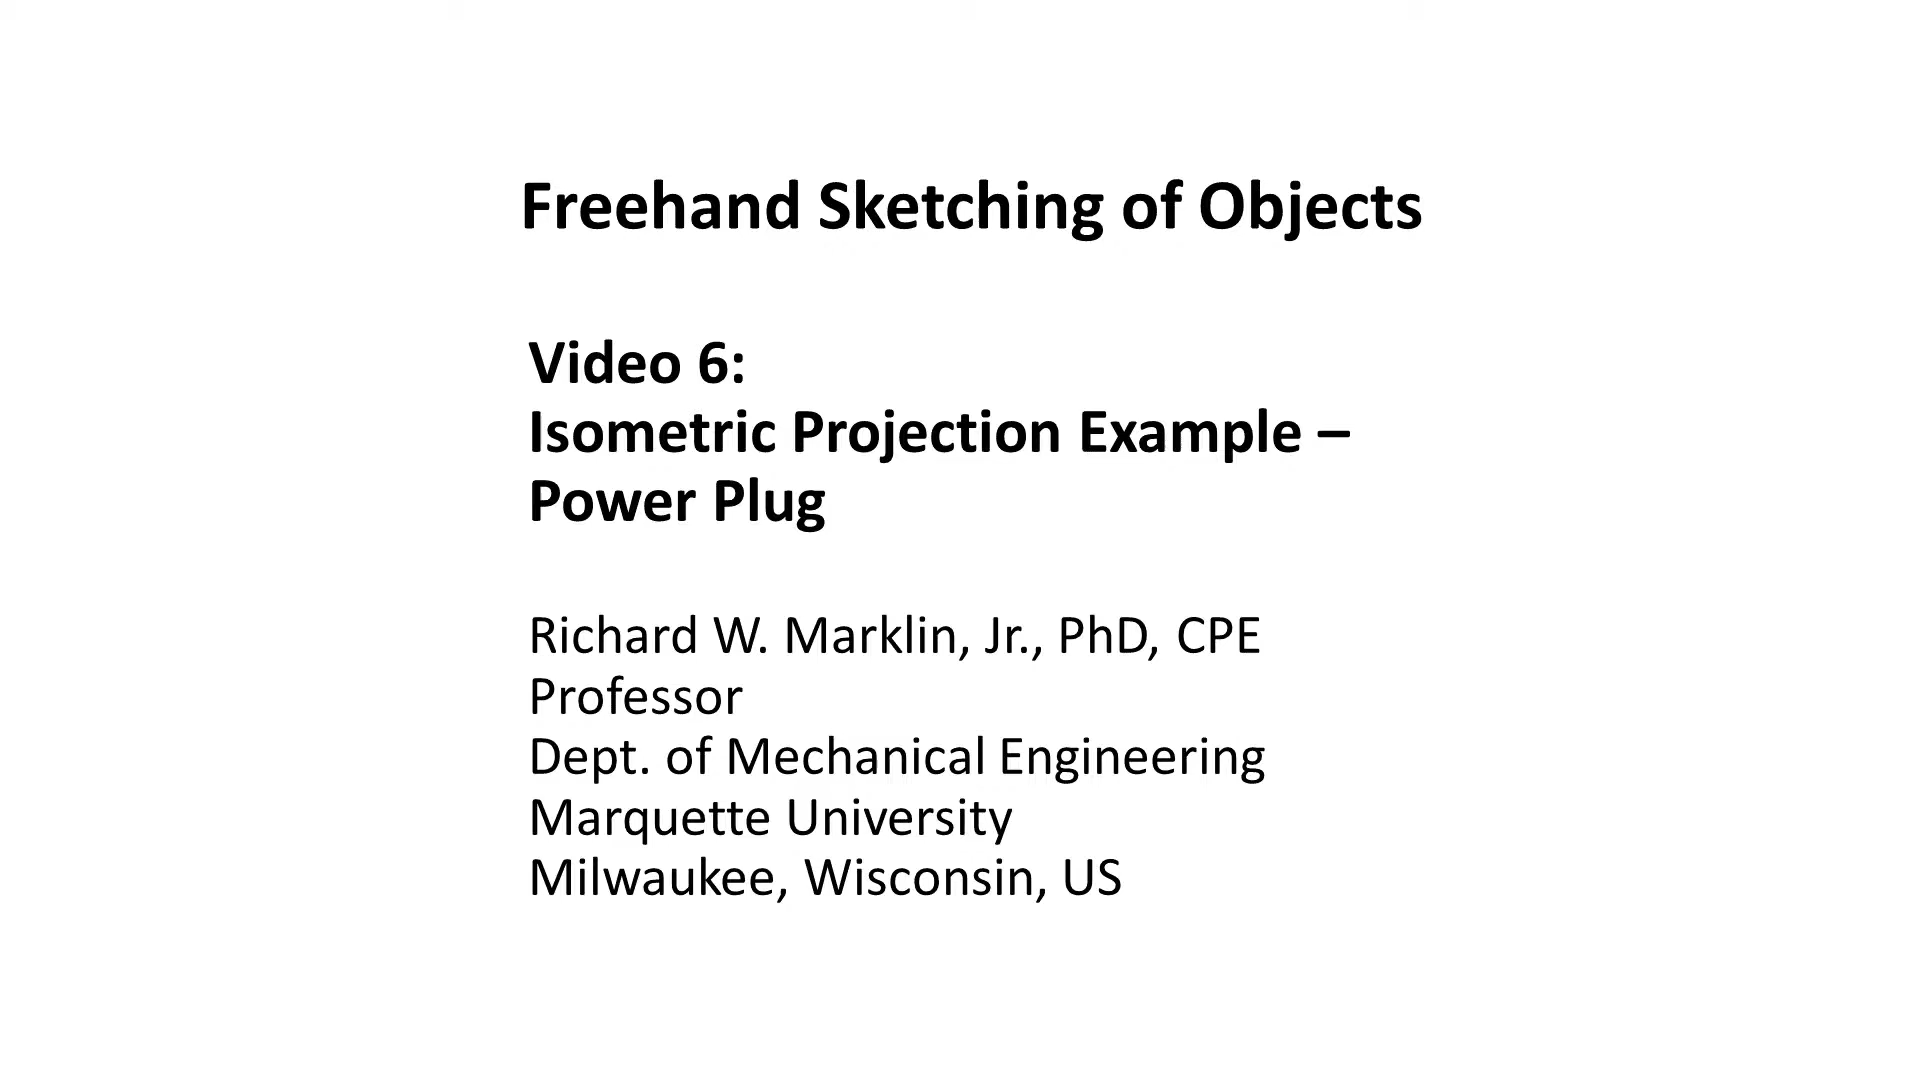 Freehand Sketching of Objects
Video 6:
Isometric Projection Example –
Power Plug
Richard W. Marklin, Jr., PhD, CPE
Professor
Dept. of Mechanical Engineering
Marquette University
Milwaukee, Wisconsin, US